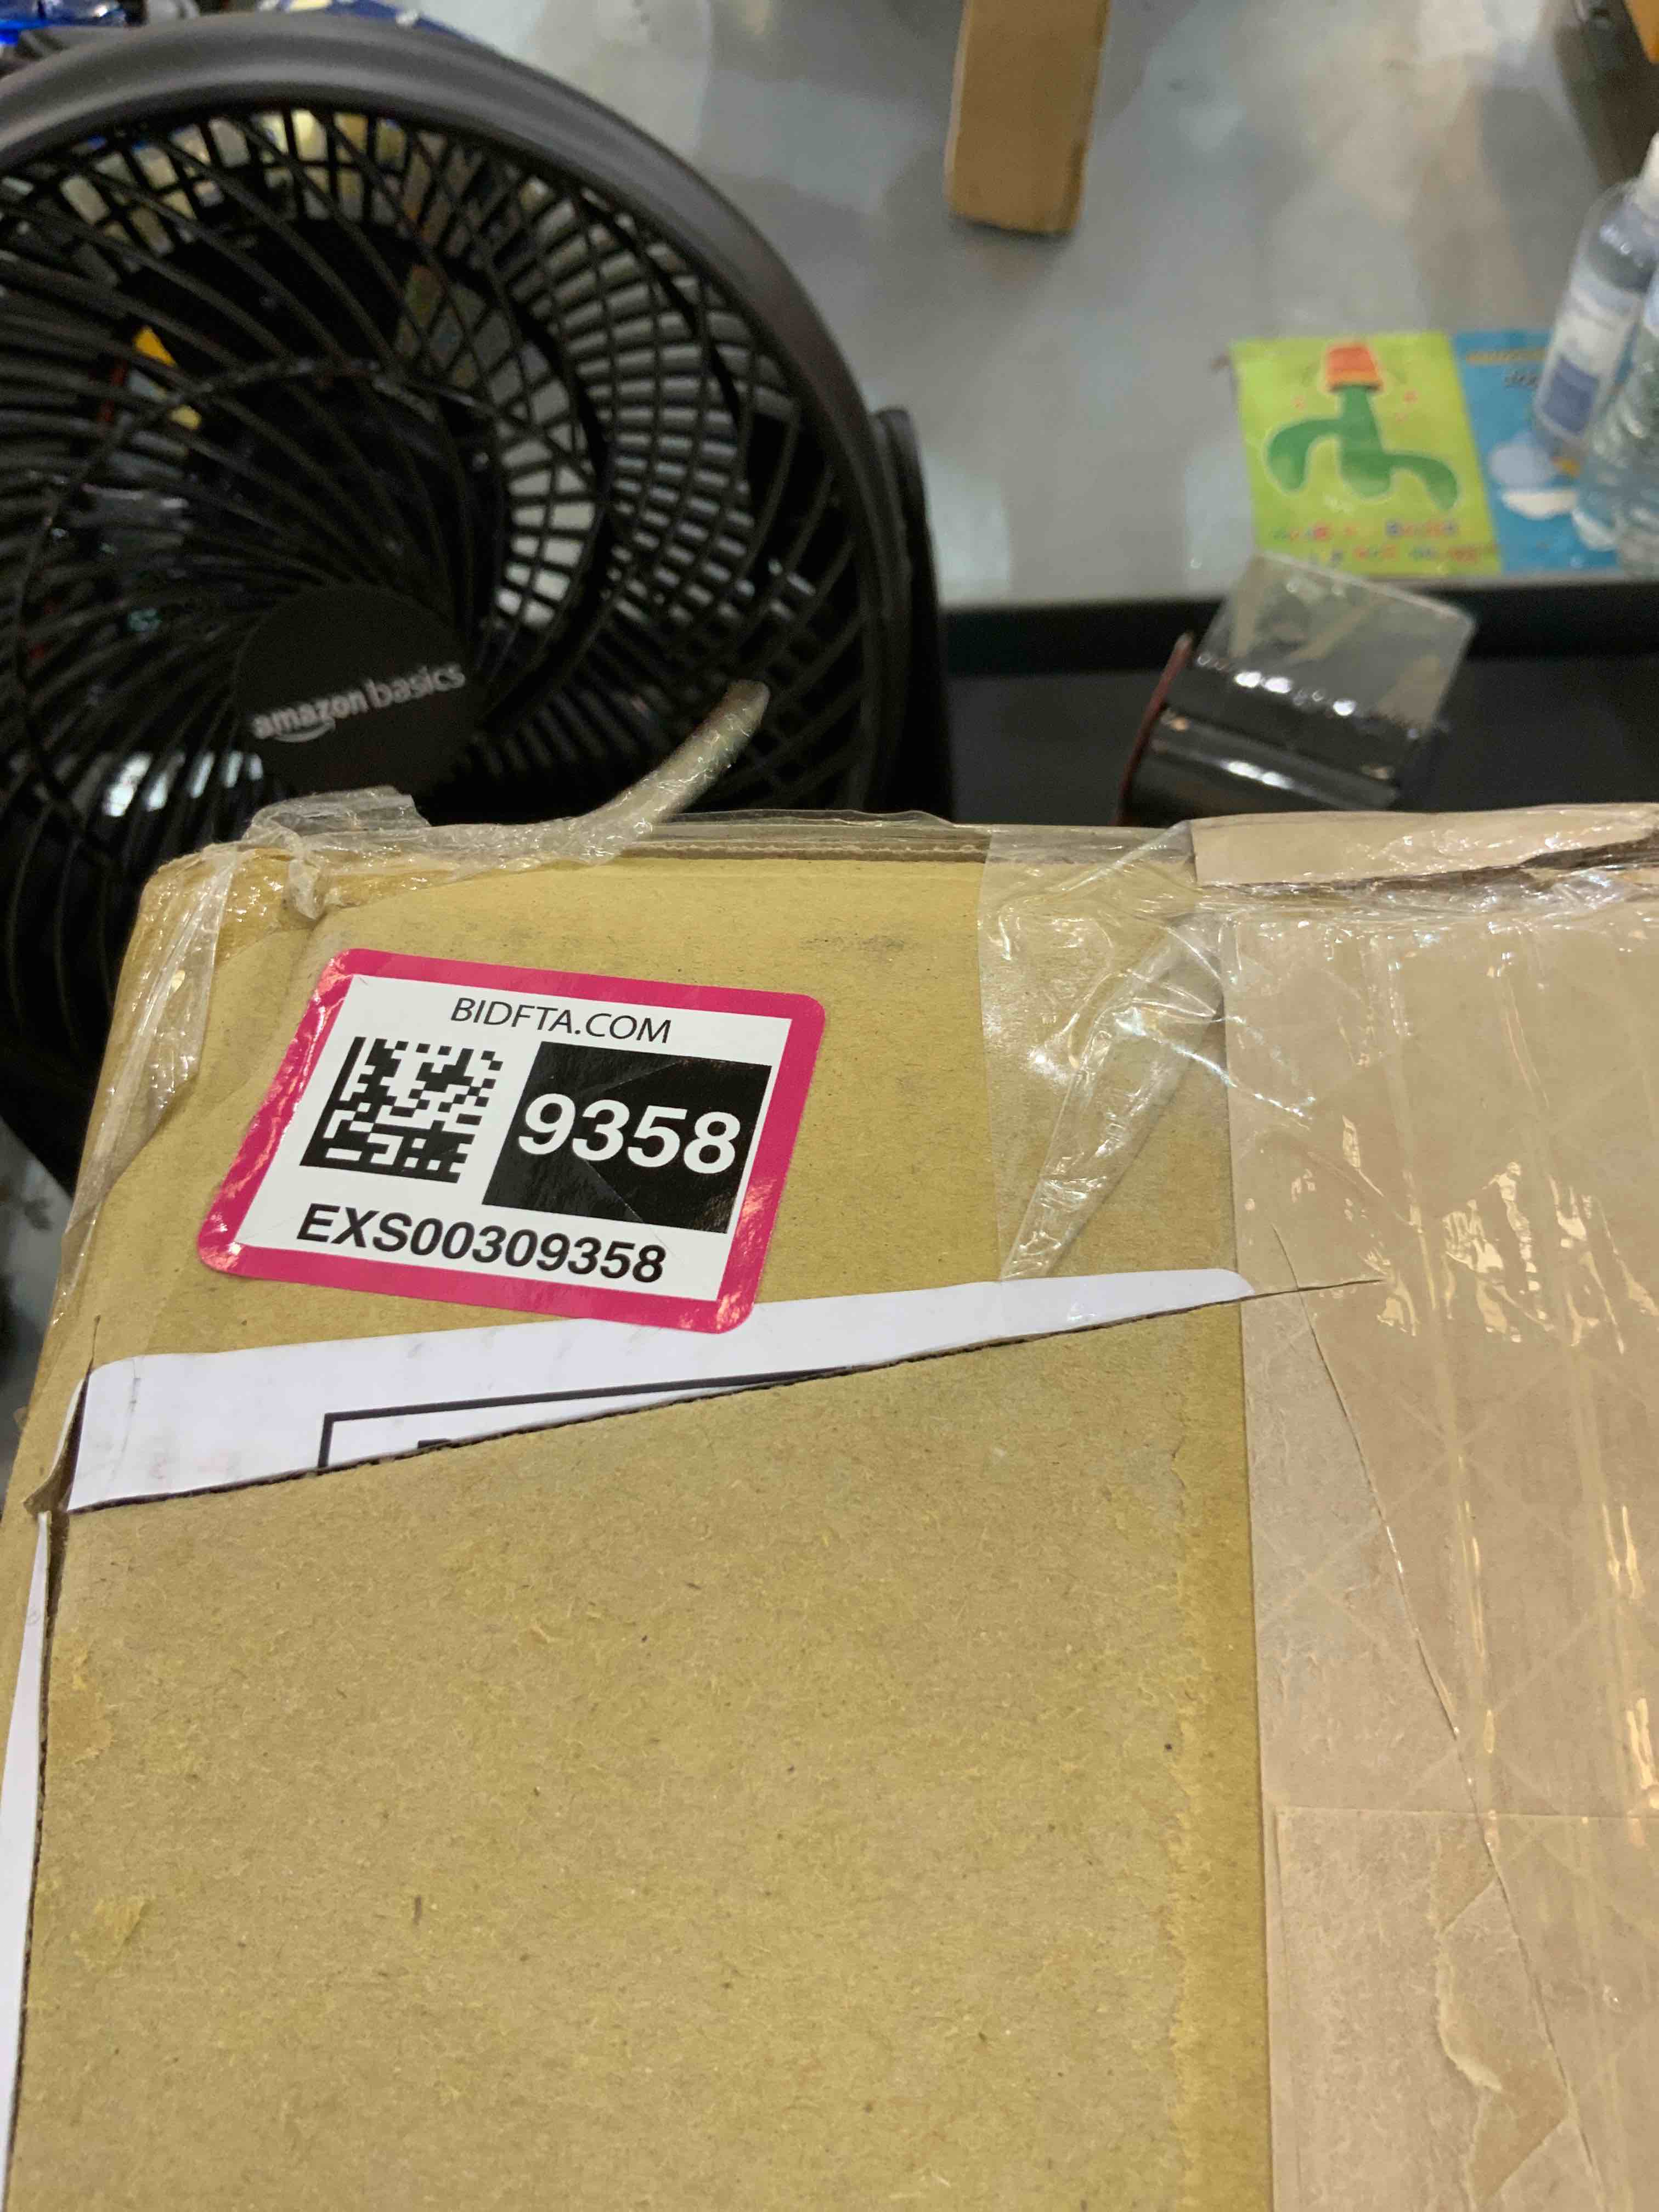 amazon basics
BIDFTA.COM
9358
EXS00309358